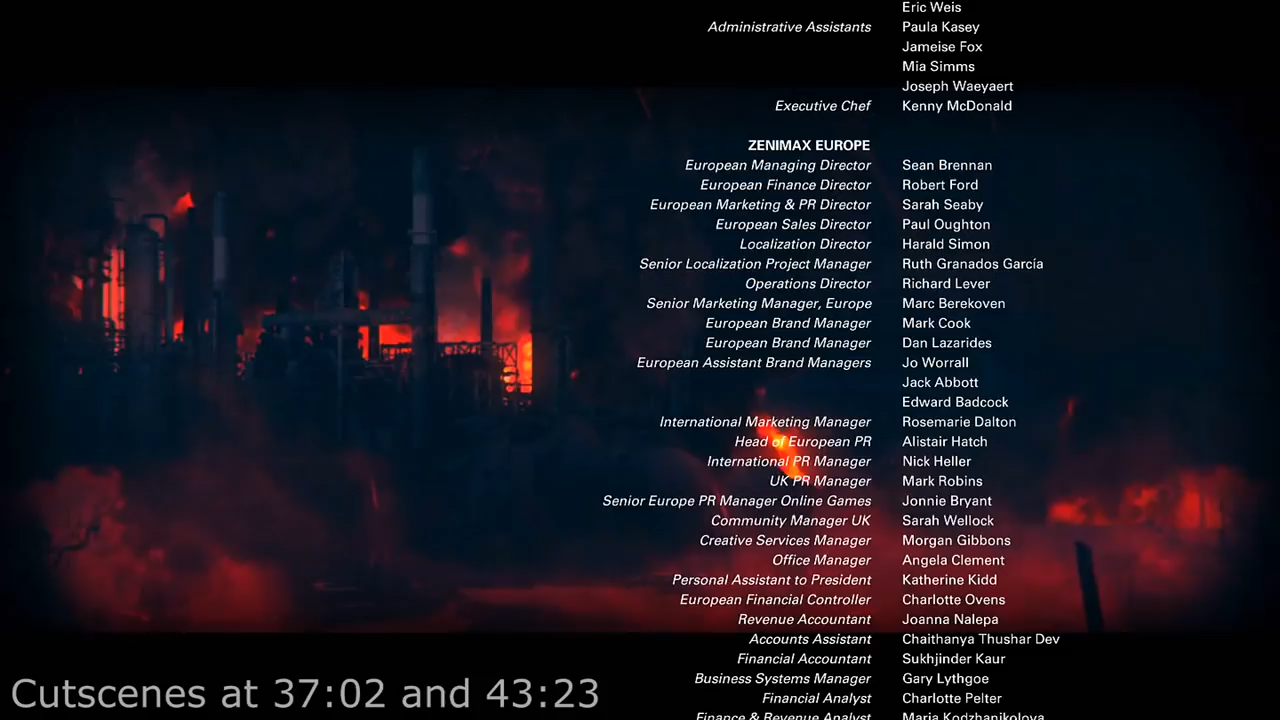 Eric Weis
Administrative Assistants Paula Kasey
Jameise Fox
Mia Simms
Joseph Waeyaert
Executive Chef Kenny McDonald
ZENIMAX EUROPE
European Managing Director Sean Brennan
European Finance Director Robert Ford
European Marketing & PR Director Sarah Seaby
European Sales Director Paul Oughton
Localization Director Harald Simon
Senior Localization Project Manager Ruth Granados García
Operations Director Richard Lever
Senior Marketing Manager, Europe Marc Berekoven
European Brand Manager Mark Cook
European Brand Manager Dan Lazarides
European Assistant Brand Managers Jo Worrall
Jack Abbott
Edward Badcock
International Marketing Manager Rosemarie Dalton
Head of European PR Alistair Hatch
International PR Manager Nick Heller
UK PR Manager Mark Robins
Senior Europe PR Manager Online Games Jonnie Bryant
Community Manager UK Sarah Wellock
Creative Services Manager Morgan Gibbons
Office Manager Angela Clement
Personal Assistant to President Katherine Kidd
European Financial Controller Charlotte Ovens
Revenue Accountant Joanna Nalepa
Accounts Assistant Chaithanya Thushar Dev
Financial Accountant Sukhjinder Kaur
Business Systems Manager Gary Lythgoe
Financial Analyst Charlotte Pelter
Finance & Revenue Analyst Maria Kodzhanikolova
Cutscenes at 37:02 and 43:23